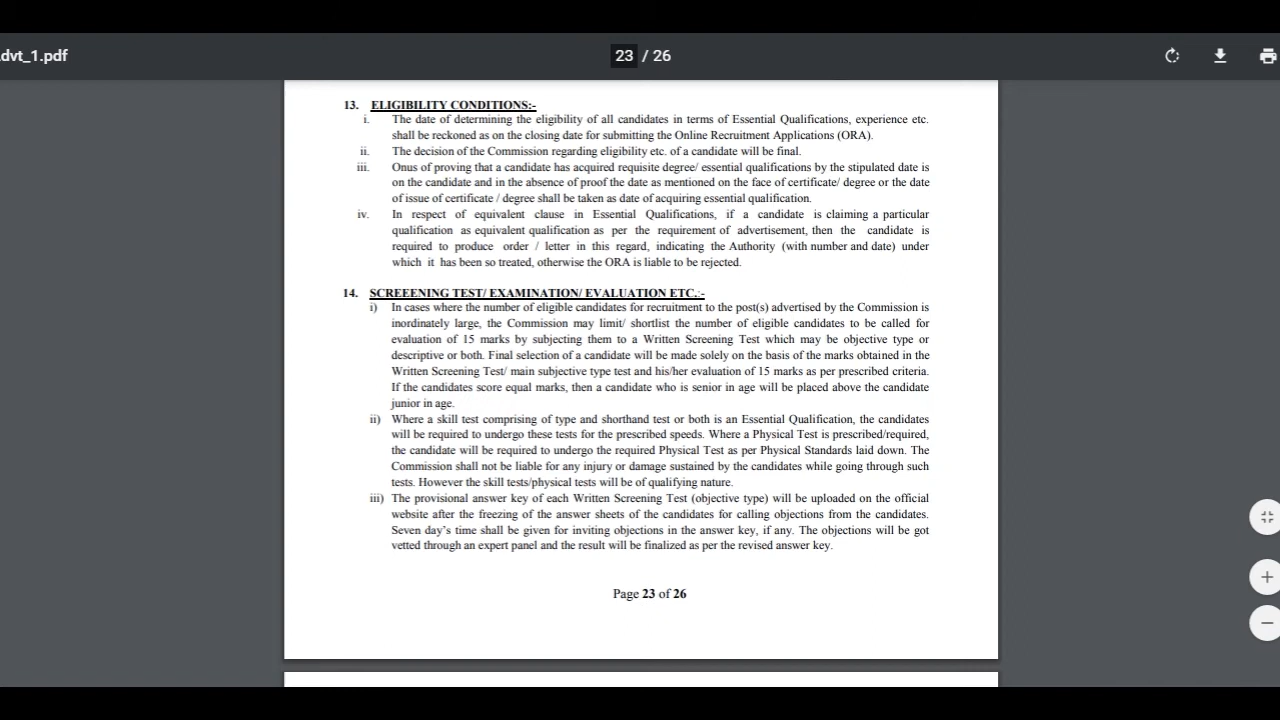 .dvt_1.pdf
23 / 26
13. ELIGIBILITY CONDITIONS:-
i. The date of determining the eligibility of all candidates in terms of Essential Qualifications, experience etc.
shall be reckoned as on the closing date for submitting the Online Recruitment Applications (ORA).
ii. The decision of the Commission regarding eligibility etc. of a candidate will be final.
iii. Onus of proving that a candidate has acquired requisite degree/ essential qualifications by the stipulated date is
on the candidate and in the absence of proof the date as mentioned on the face of certificate/ degree or the date
of issue of certificate / degree shall be taken as date of acquiring essential qualification.
iv. In respect of equivalent clause in Essential Qualifications, if a candidate is claiming a particular
qualification as equivalent qualification as per the requirement of advertisement, then the candidate is
required to produce order / letter in this regard, indicating the Authority (with number and date) under
which it has been so treated, otherwise the ORA is liable to be rejected.
14. SCREEENING TEST/ EXAMINATION/ EVALUATION ETC.:-
i) In cases where the number of eligible candidates for recruitment to the post(s) advertised by the Commission is
inordinately large, the Commission may limit/ shortlist the number of eligible candidates to be called for
evaluation of 15 marks by subjecting them to a Written Screening Test which may be objective type or
descriptive or both. Final selection of a candidate will be made solely on the basis of the marks obtained in the
Written Screening Test/ main subjective type test and his/her evaluation of 15 marks as per prescribed criteria.
If the candidates score equal marks, then a candidate who is senior in age will be placed above the candidate
junior in age.
ii) Where a skill test comprising of type and shorthand test or both is an Essential Qualification, the candidates
will be required to undergo these tests for the prescribed speeds. Where a Physical Test is prescribed/required,
the candidate will be required to undergo the required Physical Test as per Physical Standards laid down. The
Commission shall not be liable for any injury or damage sustained by the candidates while going through such
tests. However the skill tests/physical tests will be of qualifying nature.
iii) The provisional answer key of each Written Screening Test (objective type) will be uploaded on the official
website after the freezing of the answer sheets of the candidates for calling objections from the candidates.
Seven day's time shall be given for inviting objections in the answer key, if any. The objections will be got
vetted through an expert panel and the result will be finalized as per the revised answer key.
Page 23 of 26